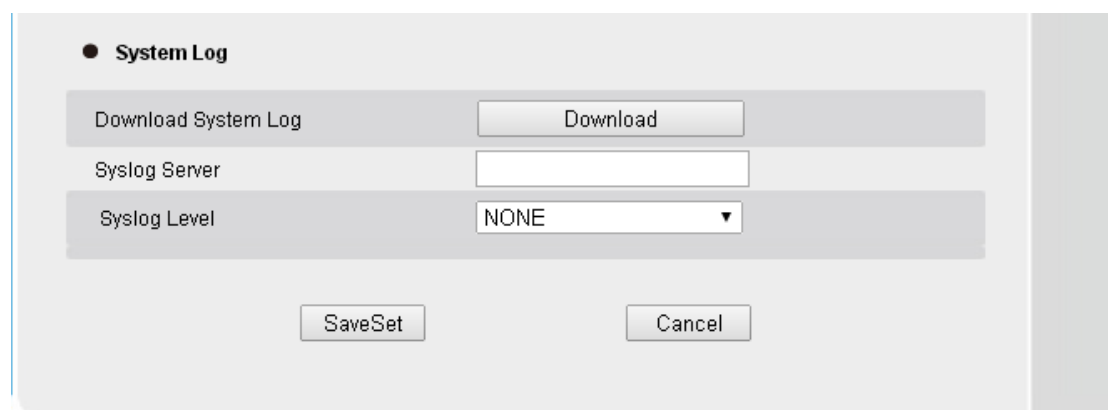 System Log
Download System Log Download
Syslog Server
Syslog Level NONE
SaveSet Cancel